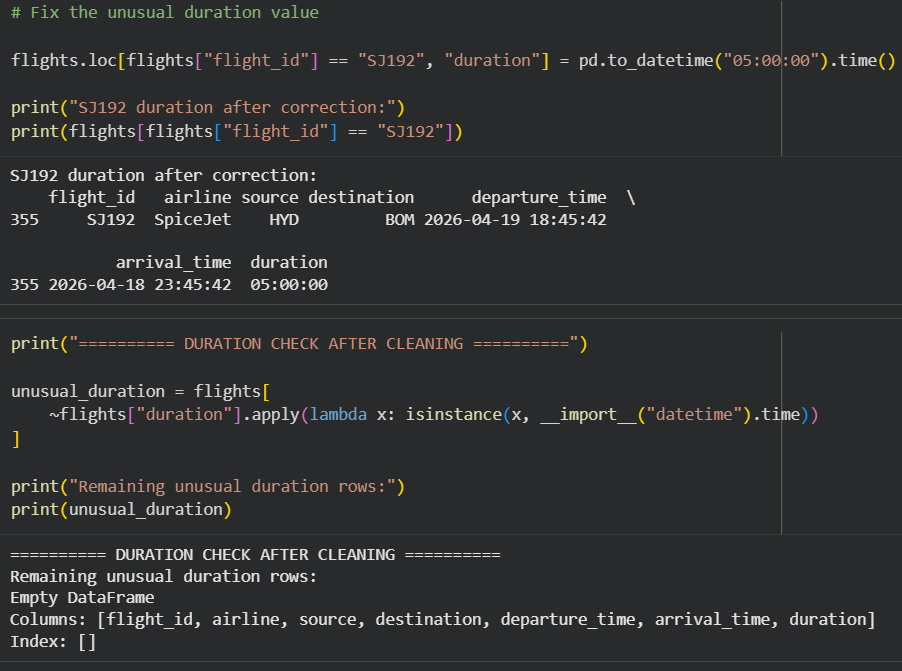 # Fix the unusual duration value
flights.loc[flights["flight_id"] == "SJ192", "duration"] = pd.to_datetime("05:00:00").time()
print("SJ192 duration after correction:")
print(flights[flights["flight_id"] == "SJ192"])
SJ192 duration after correction:
    flight_id   airline source destination      departure_time  \
355     SJ192  SpiceJet    HYD         BOM 2026-04-19 18:45:42
           arrival_time  duration
355 2026-04-18 23:45:42  05:00:00
print("========== DURATION CHECK AFTER CLEANING ==========")
unusual_duration = flights[
    ~flights["duration"].apply(lambda x: isinstance(x, __import__("datetime").time))
]
print("Remaining unusual duration rows:")
print(unusual_duration)
========== DURATION CHECK AFTER CLEANING ==========
Remaining unusual duration rows:
Empty DataFrame
Columns: [flight_id, airline, source, destination, departure_time, arrival_time, duration]
Index: []